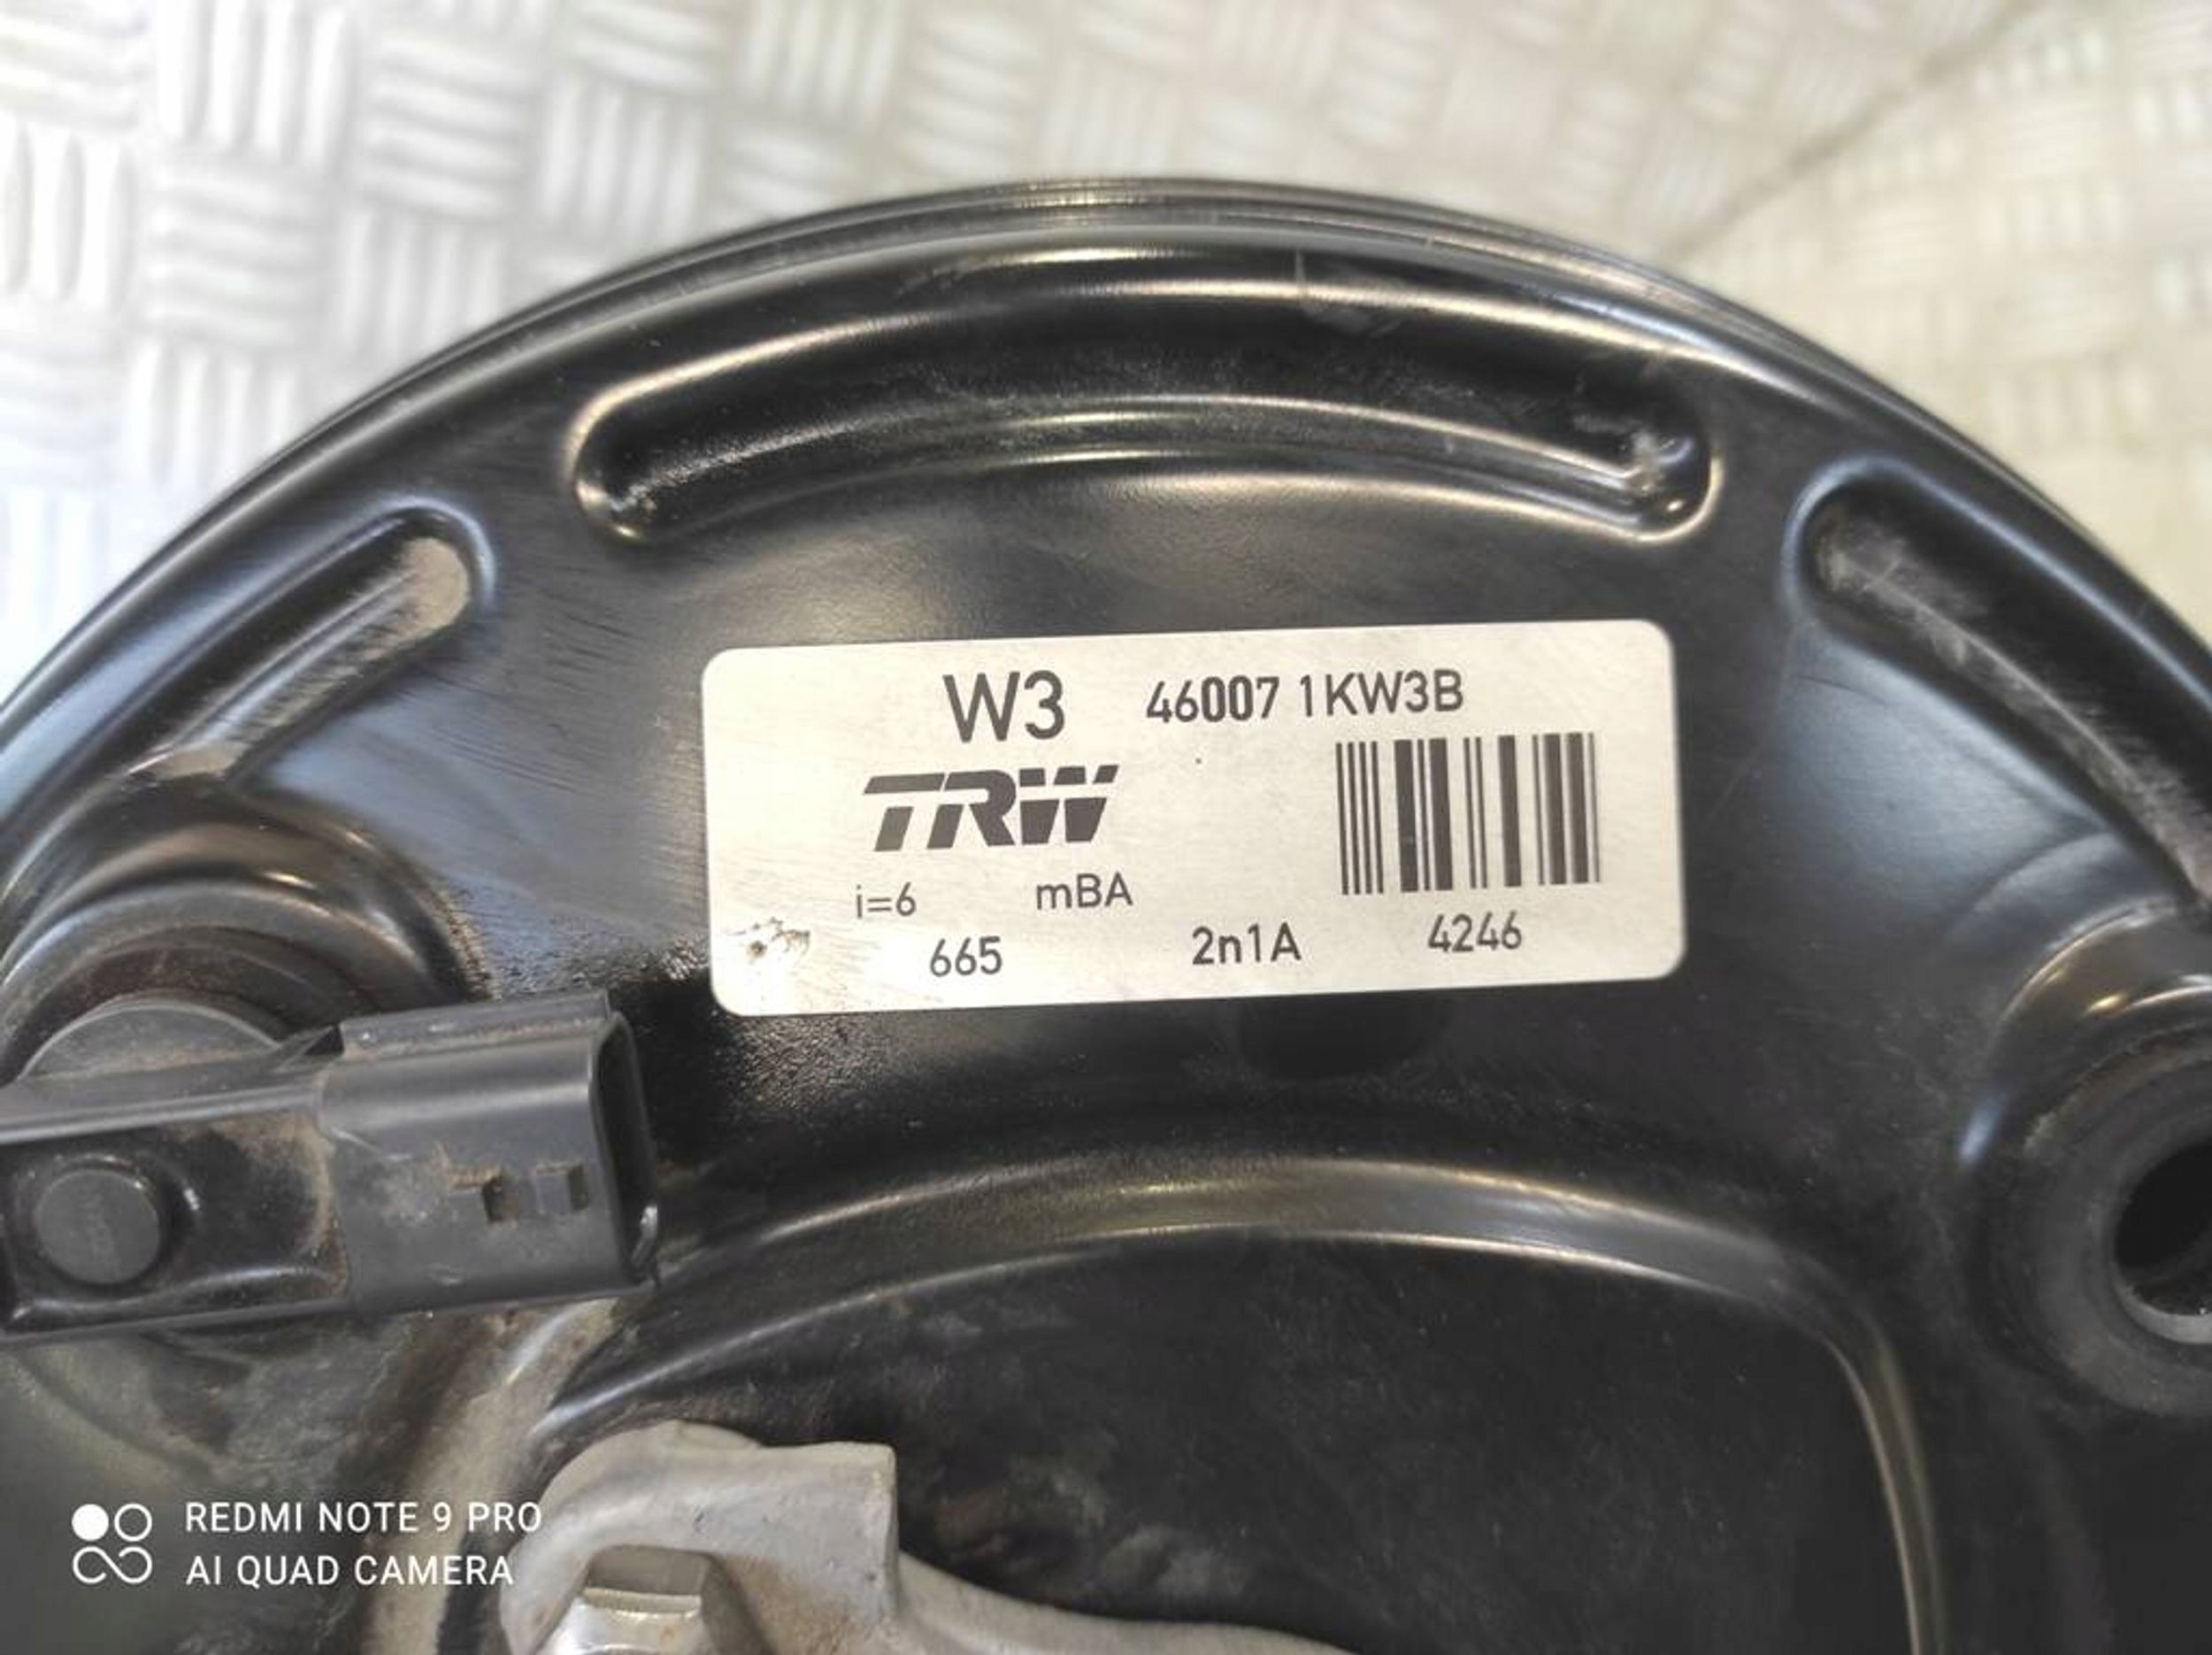 W3 46007 1KW3B
TRW
i=6 mBA
665 2n1A 4246
REDMI NOTE 9 PRO
AI QUAD CAMERA